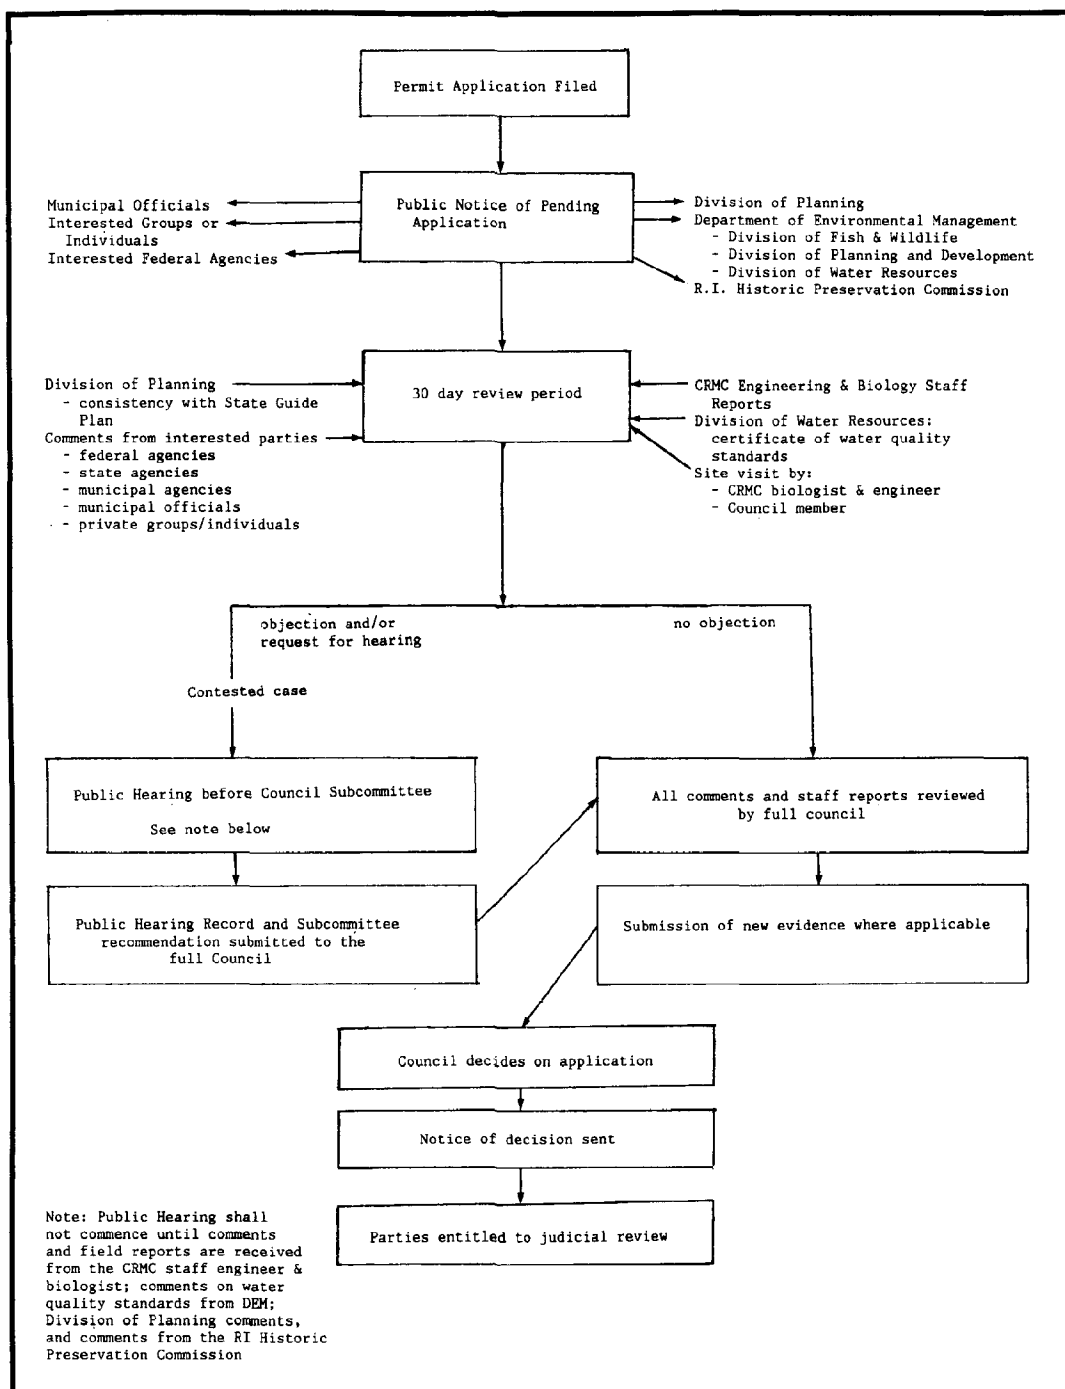 Permit Application Filed
Public Notice of Pending
Application
Municipal Officials
Interested Groups or
Individuals
Interested Federal Agencies
Division of Planning
Department of Environmental Management
- Division of Fish & Wildlife
- Division of Planning and Development
- Division of Water Resources
R.I. Historic Preservation Commission
30 day review period
Division of Planning
- consistency with State Guide
Plan
Comments from interested parties
- federal agencies
- state agencies
- municipal agencies
- municipal officials
- private groups/individuals
CRMC Engineering & Biology Staff
Reports
Division of Water Resources:
certificate of water quality
standards
Site visit by:
- CRMC biologist & engineer
- Council member
objection and/or
request for hearing
no objection
Contested case
Public Hearing before Council Subcommittee
See note below
All comments and staff reports reviewed
by full council
Public Hearing Record and Subcommittee
recommendation submitted to the
full Council
Submission of new evidence where applicable
Council decides on application
Notice of decision sent
Parties entitled to judicial review
Note: Public Hearing shall
not commence until comments
and field reports are received
from the CRMC staff engineer &
biologist; comments on water
quality standards from DEM;
Division of Planning comments,
and comments from the RI Historic
Preservation Commission